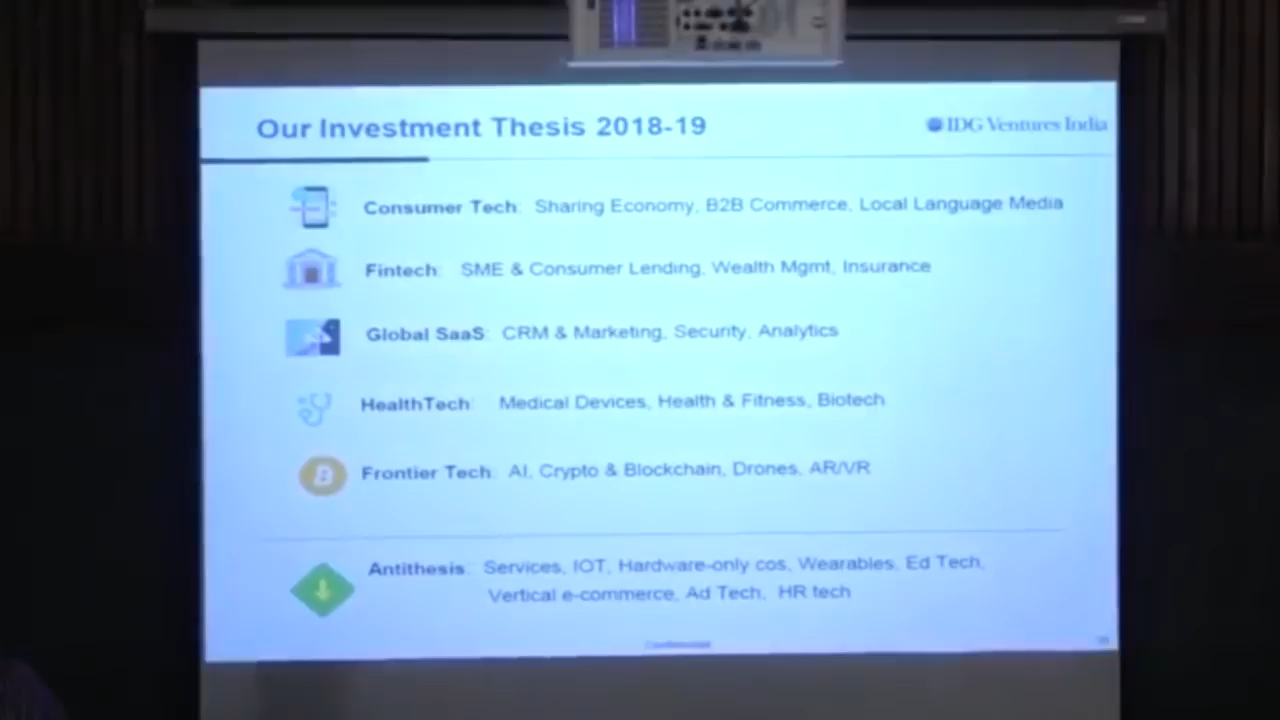 Our Investment Thesis 2018-19
IDG Ventures India
Consumer Tech: Sharing Economy, B2B Commerce, Local Language Media
Fintech: SME & Consumer Lending, Wealth Mgmt, Insurance
Global SaaS: CRM & Marketing, Security, Analytics
HealthTech: Medical Devices, Health & Fitness, Biotech
Frontier Tech: AI, Crypto & Blockchain, Drones, AR/VR
Antithesis: Services, IOT, Hardware-only cos, Wearables, Ed Tech,
Vertical e-commerce, Ad Tech, HR tech
Confidential